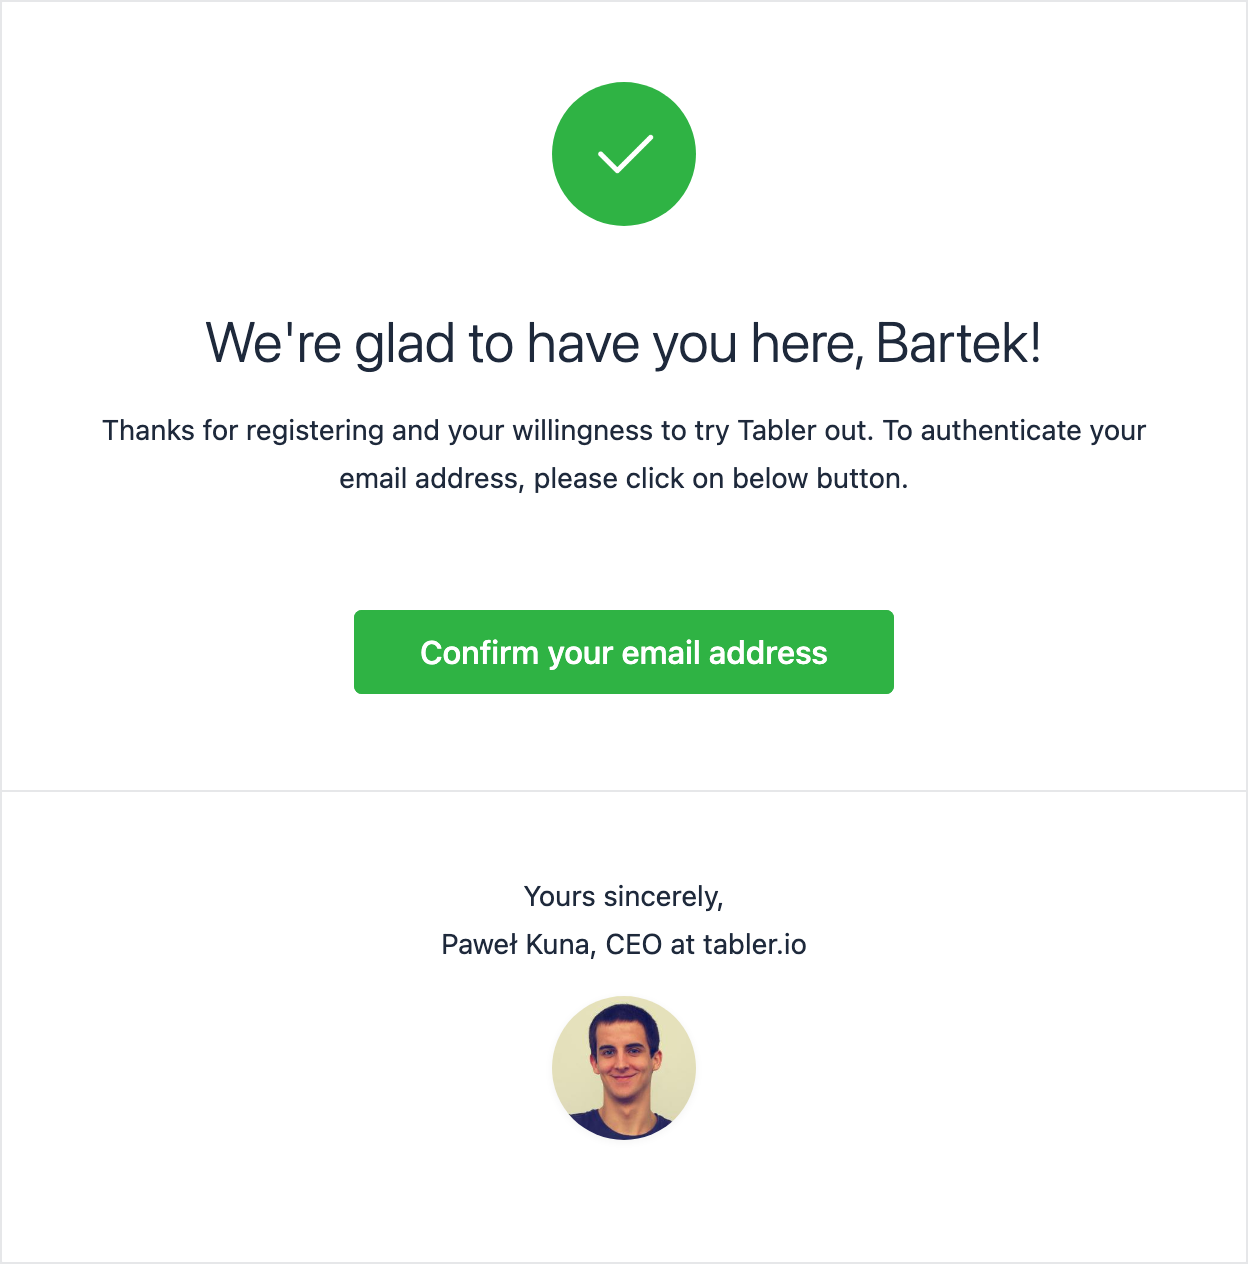 We're glad to have you here, Bartek!
Thanks for registering and your willingness to try Tabler out. To authenticate your
email address, please click on below button.
Confirm your email address
Yours sincerely,
Paweł Kuna, CEO at tabler.io